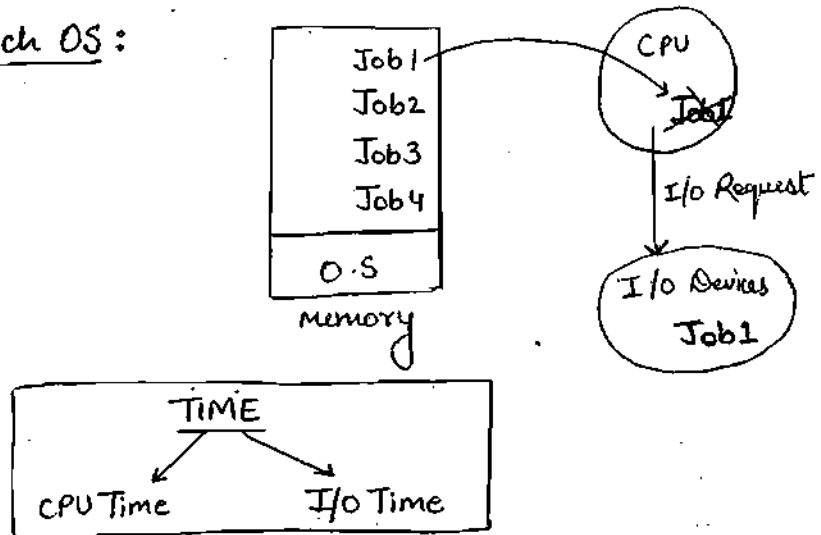 ch OS :
Job1
Job2
Job3
Job4
O.S
Memory
CPU
Job1
I/O Request
I/O Devices
Job1
TIME
CPU Time
I/O Time